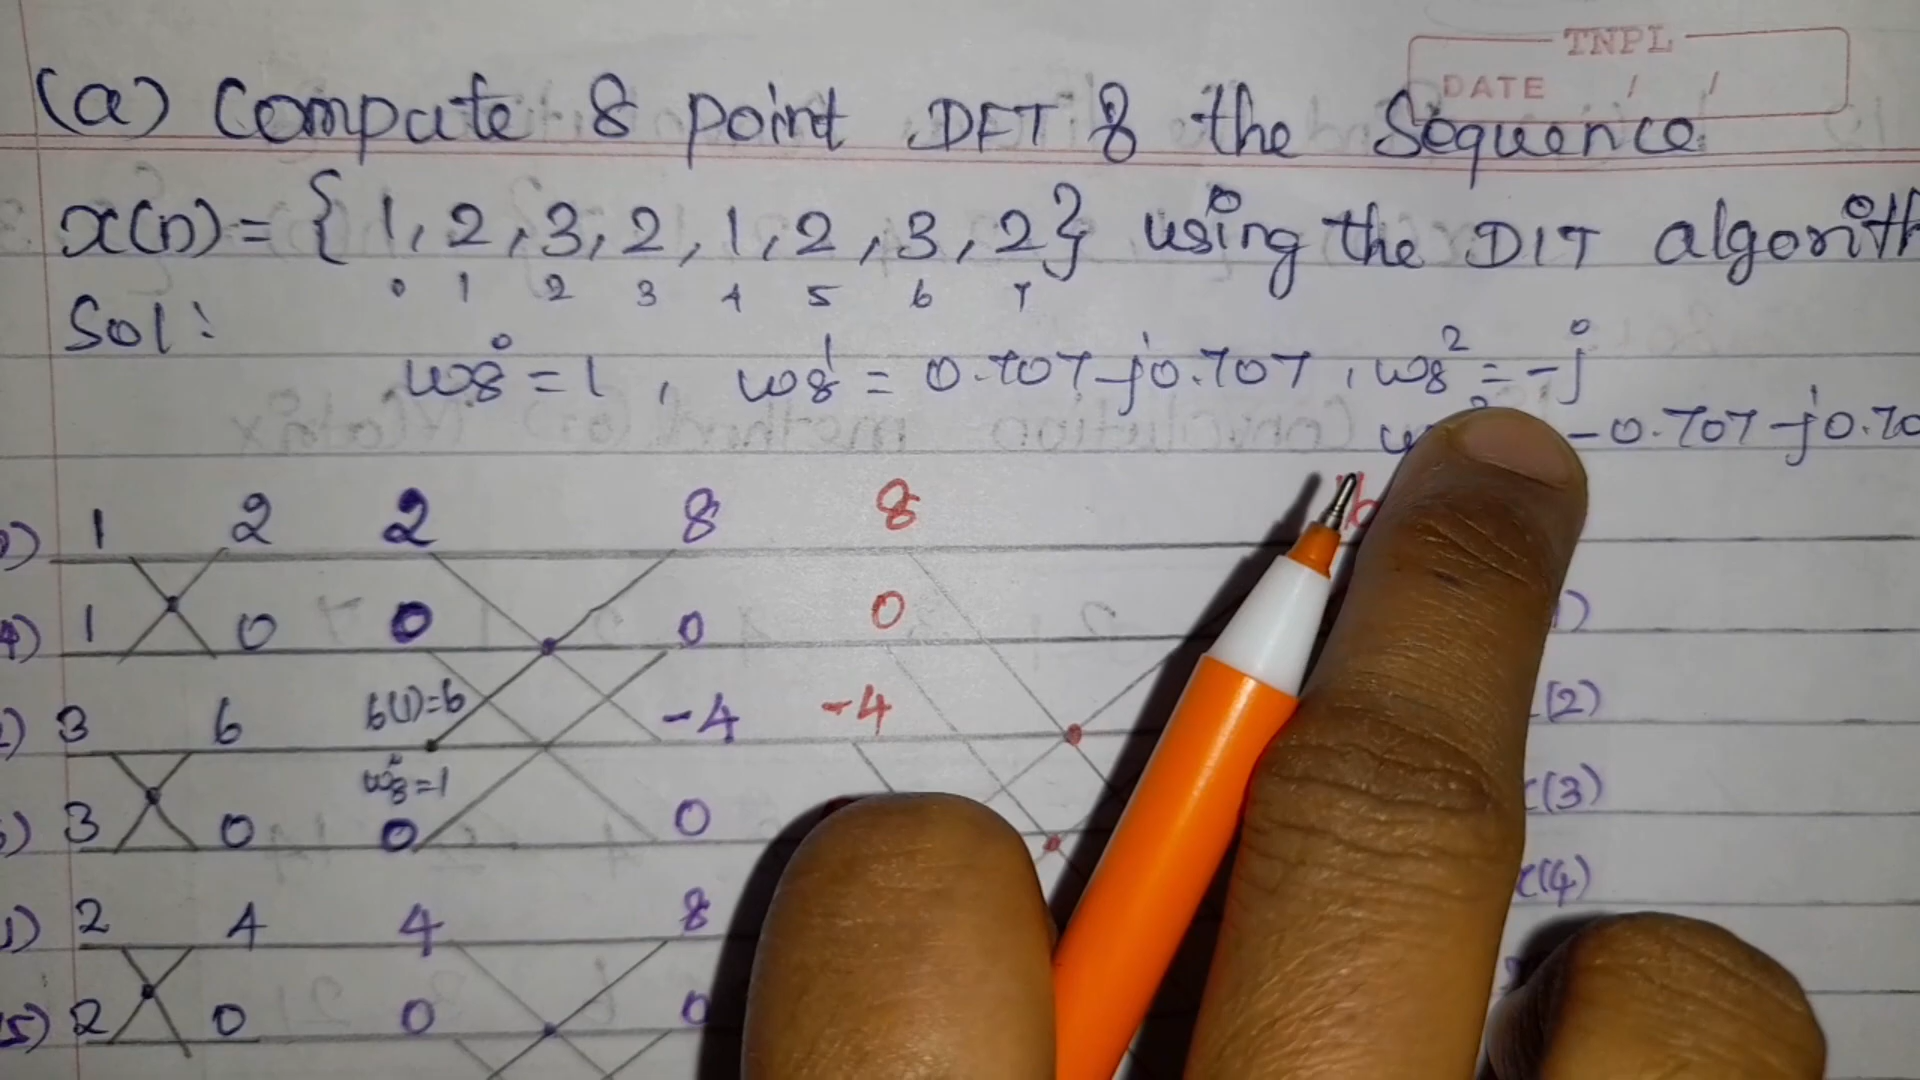 TNPL
DATE / /
(a) Compute 8 point DFT of the Sequence
x(n) = { 1, 2, 3, 2, 1, 2, 3, 2} using the DIT algorith
0 1 2 3 4 5 6 7
Sol:
w8^0 = 1 , w8^1 = 0.707-j0.707 , w8^2 = -j
-0.707-j0.70
1 2 2 8 8
4) 1 0 0 0 0
3 6 6(1)=6 -4 -4 (2)
w8^0=1
3 0 0 0 (3)
2 4 4 8 (4)
5) 2 0 0 0